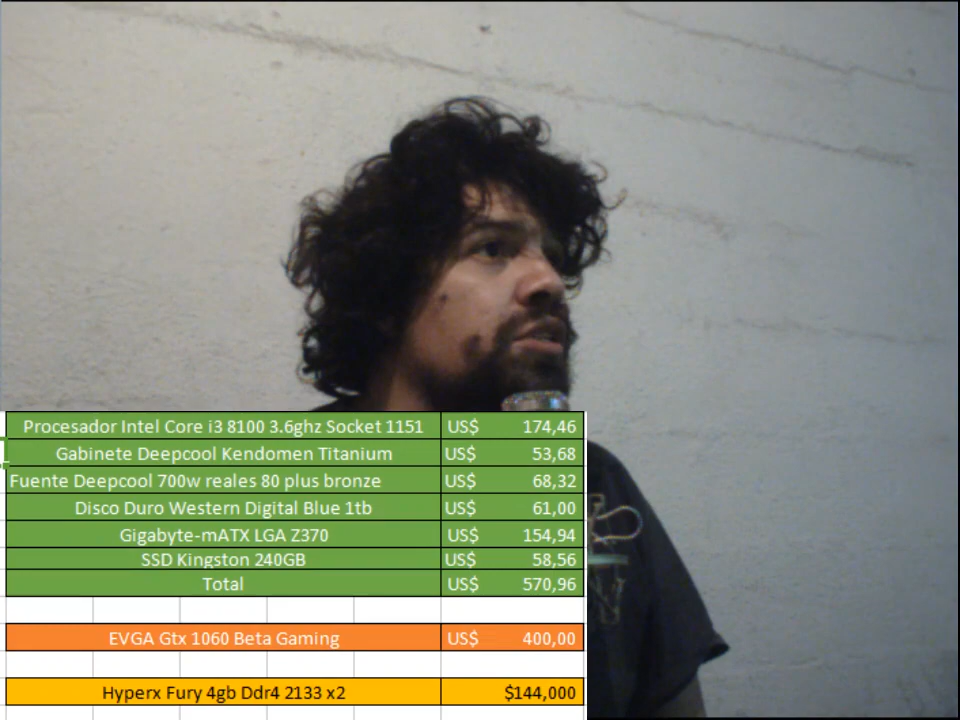 Procesador Intel Core i3 8100 3.6ghz Socket 1151 US$ 174,46
Gabinete Deepcool Kendomen Titanium US$ 53,68
Fuente Deepcool 700w reales 80 plus bronze US$ 68,32
Disco Duro Western Digital Blue 1tb US$ 61,00
Gigabyte-mATX LGA Z370 US$ 154,94
SSD Kingston 240GB US$ 58,56
Total US$ 570,96
EVGA Gtx 1060 Beta Gaming US$ 400,00
Hyperx Fury 4gb Ddr4 2133 x2 $144,000